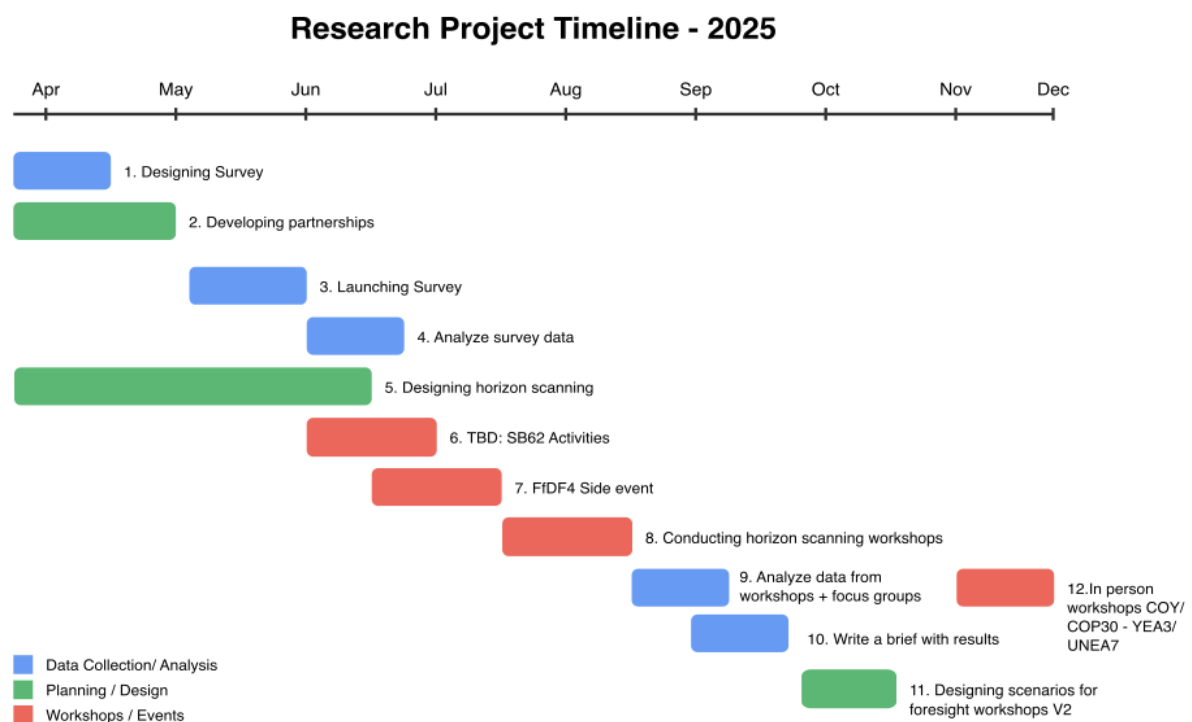 Research Project Timeline - 2025
Apr May Jun Jul Aug Sep Oct Nov Dec
1. Designing Survey
2. Developing partnerships
3. Launching Survey
4. Analyze survey data
5. Designing horizon scanning
6. TBD: SB62 Activities
7. FfDF4 Side event
8. Conducting horizon scanning workshops
9. Analyze data from
workshops + focus groups
12.In person
workshops COY/
COP30 - YEA3/
UNEA7
10. Write a brief with results
11. Designing scenarios for
foresight workshops V2
Data Collection/ Analysis
Planning / Design
Workshops / Events